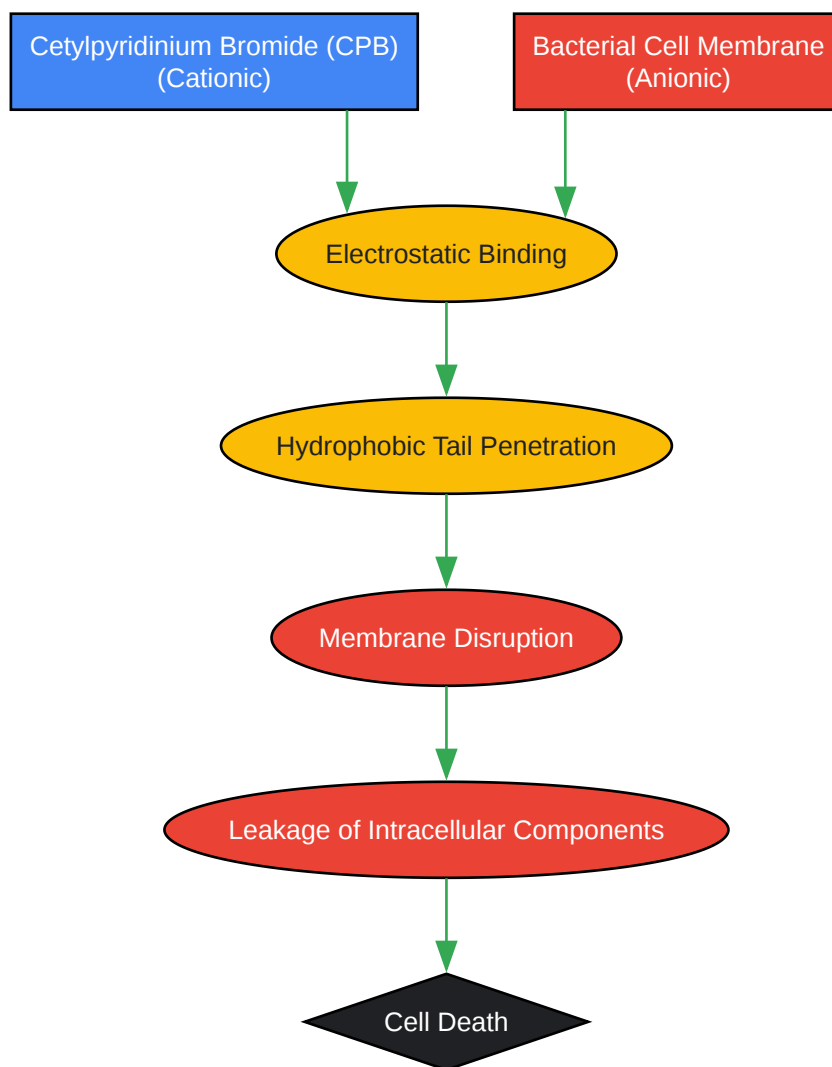 Cetylpyridinium Bromide (CPB)
(Cationic)
Bacterial Cell Membrane
(Anionic)
Electrostatic Binding
Hydrophobic Tail Penetration
Membrane Disruption
Leakage of Intracellular Components
Cell Death